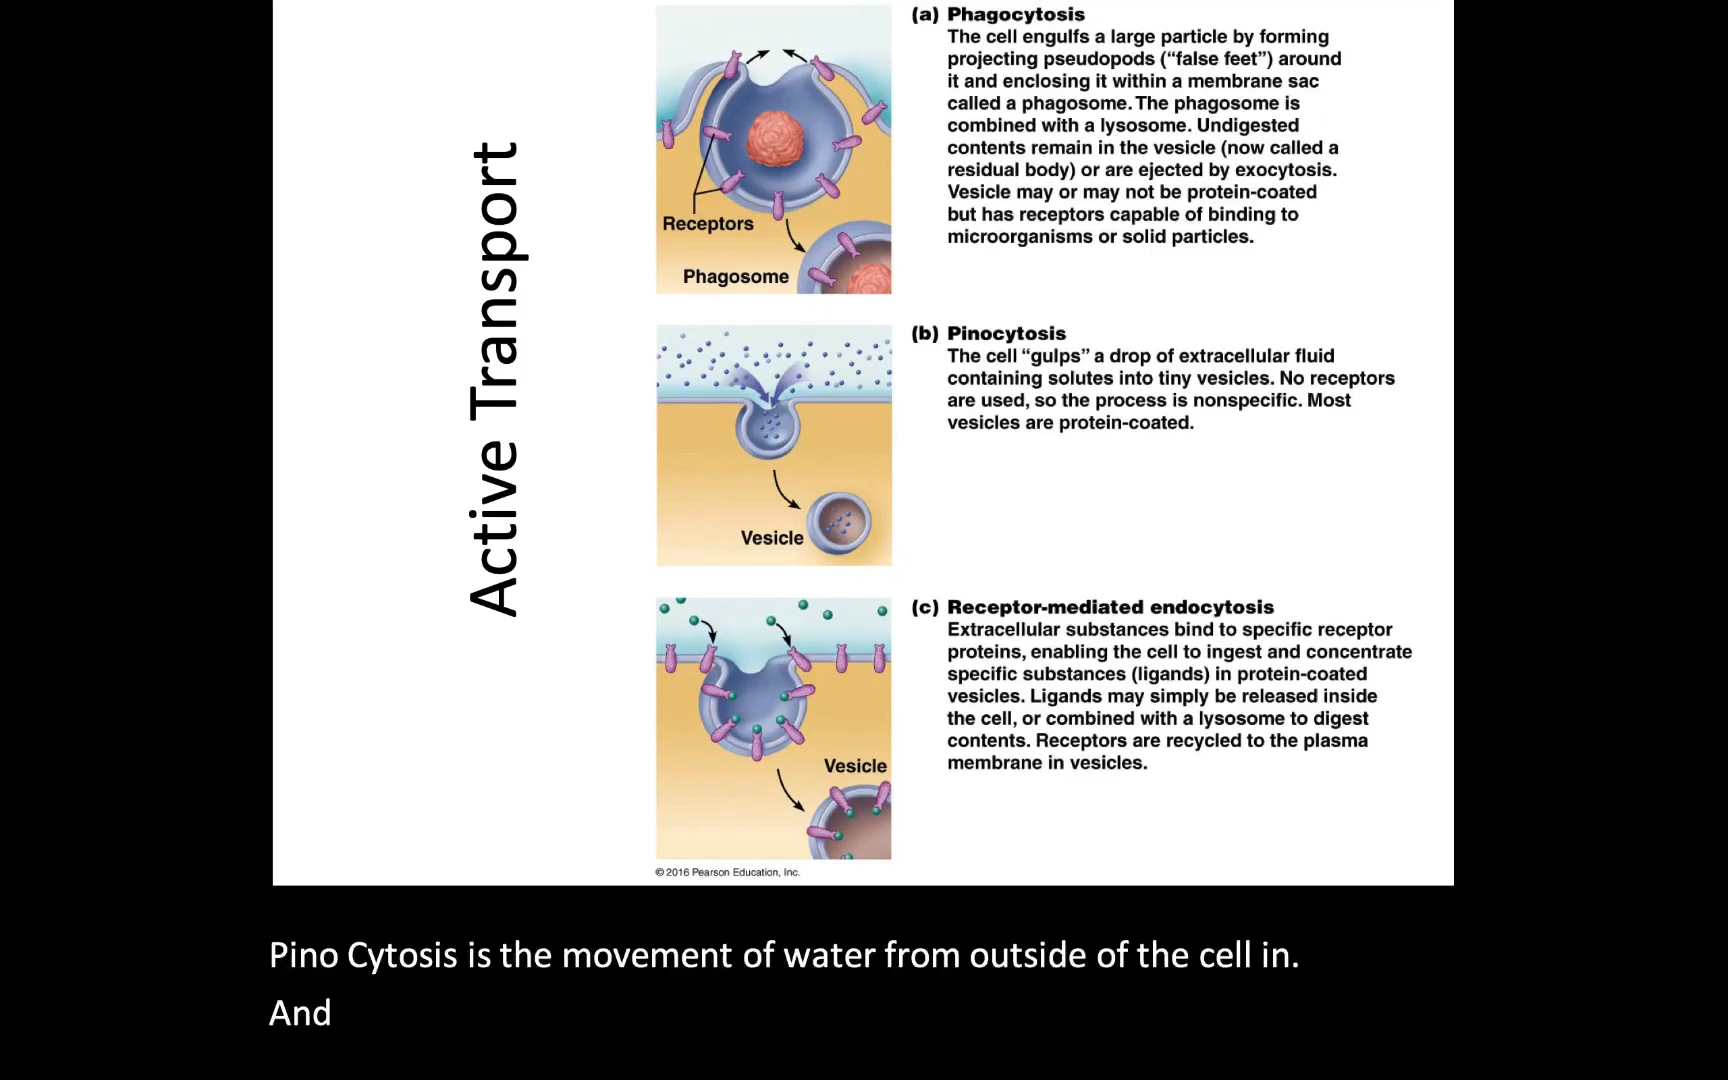 Active Transport
Receptors
Phagosome
(a) Phagocytosis
The cell engulfs a large particle by forming
projecting pseudopods (“false feet”) around
it and enclosing it within a membrane sac
called a phagosome. The phagosome is
combined with a lysosome. Undigested
contents remain in the vesicle (now called a
residual body) or are ejected by exocytosis.
Vesicle may or may not be protein-coated
but has receptors capable of binding to
microorganisms or solid particles.
Vesicle
(b) Pinocytosis
The cell “gulps” a drop of extracellular fluid
containing solutes into tiny vesicles. No receptors
are used, so the process is nonspecific. Most
vesicles are protein-coated.
Vesicle
(c) Receptor-mediated endocytosis
Extracellular substances bind to specific receptor
proteins, enabling the cell to ingest and concentrate
specific substances (ligands) in protein-coated
vesicles. Ligands may simply be released inside
the cell, or combined with a lysosome to digest
contents. Receptors are recycled to the plasma
membrane in vesicles.
© 2016 Pearson Education, Inc.
Pino Cytosis is the movement of water from outside of the cell in.
And